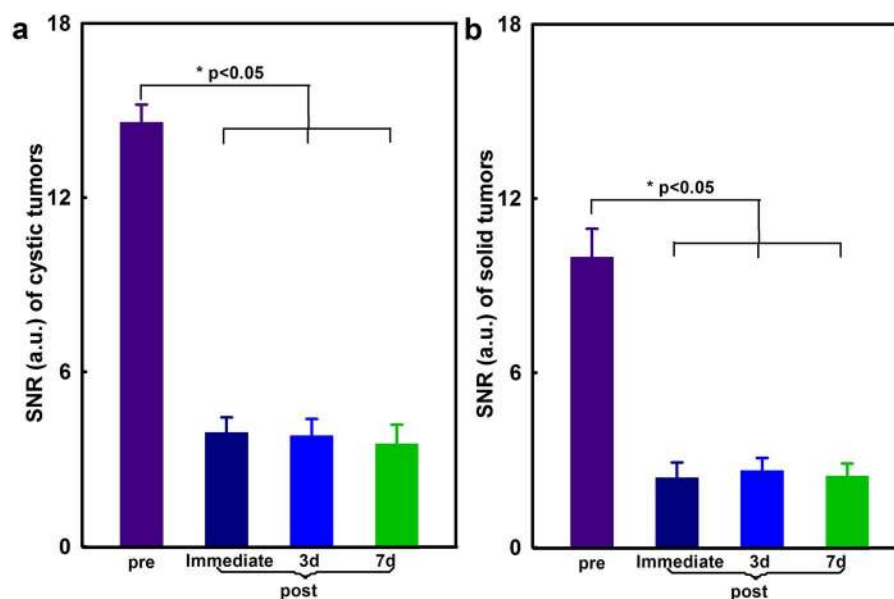 a
SNR (a.u.) of cystic tumors
18
12
6
0
* p<0.05
pre
Immediate
3d
7d
post
b
SNR (a.u.) of solid tumors
18
12
6
0
* p<0.05
pre
Immediate
3d
7d
post